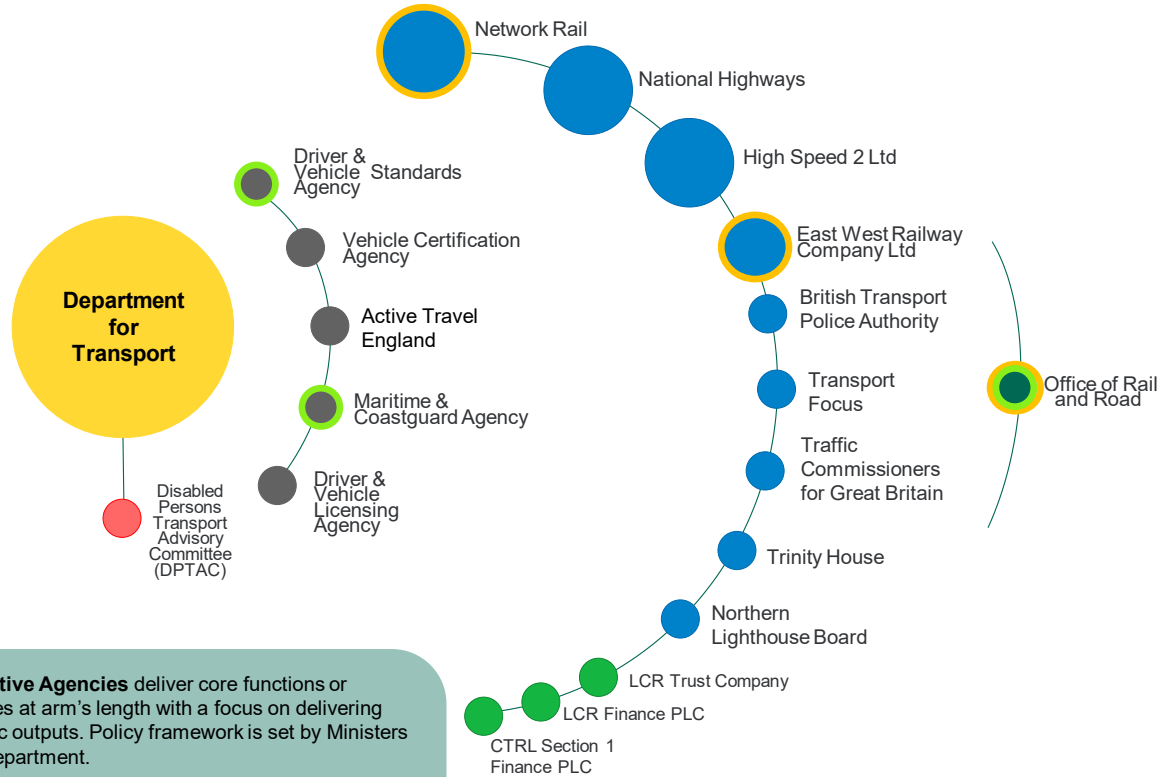 Network Rail
National Highways
High Speed 2 Ltd
East West Railway
Company Ltd
British Transport
Police Authority
Transport
Focus
Traffic
Commissioners
for Great Britain
Trinity House
Northern
Lighthouse Board
LCR Trust Company
LCR Finance PLC
CTRL Section 1
Finance PLC
Driver &
Vehicle Standards
Agency
Vehicle Certification
Agency
Active Travel
England
Maritime &
Coastguard Agency
Driver &
Vehicle
Licensing
Agency
Department
for
Transport
Disabled
Persons
Transport
Advisory
Committee
(DPTAC)
Office of Rail
and Road
tive Agencies deliver core functions or
es at arm's length with a focus on delivering
c outputs. Policy framework is set by Ministers
epartment.